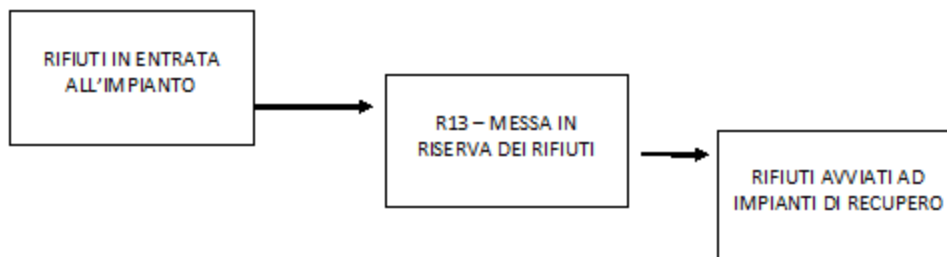 RIFIUTI IN ENTRATA
ALL'IMPIANTO
R13 – MESSA IN
RISERVA DEI RIFIUTI
RIFIUTI AVVIATI AD
IMPIANTI DI RECUPERO